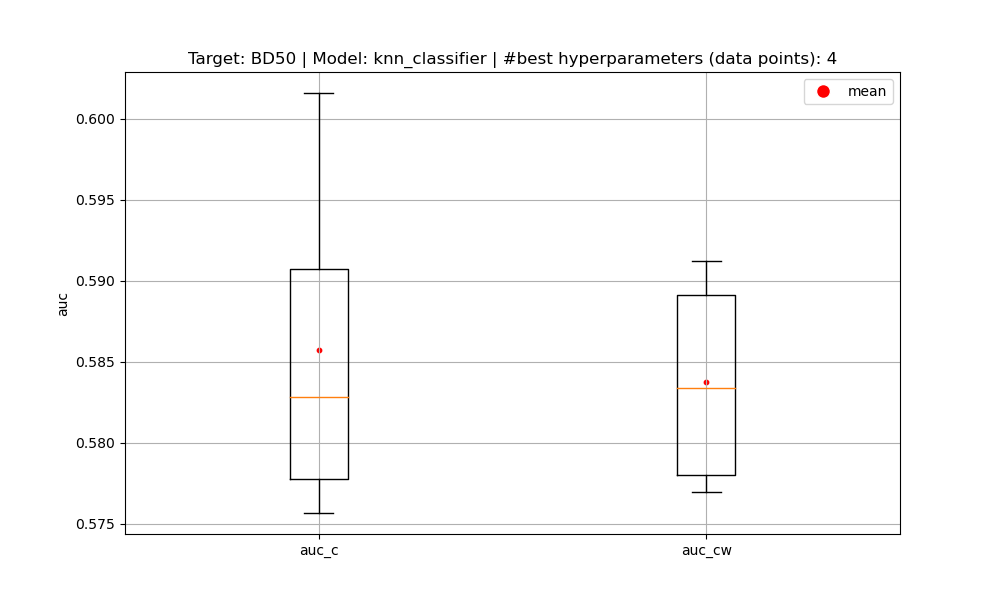 Target: BD50 | Model: knn_classifier | #best hyperparameters (data points): 4
mean
0.600
0.595
0.590
0.585
0.580
0.575
auc
auc_c
auc_cw